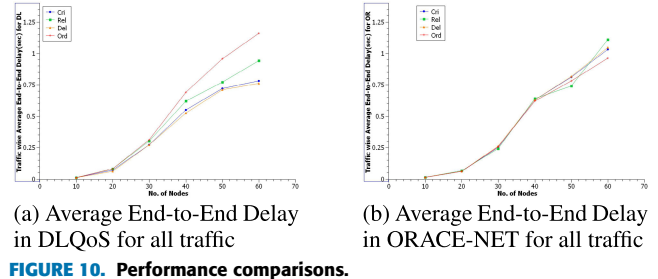 Traffic wise Average End-to-End Delay(sec) for DL
1.25
1
0.75
0.5
0.25
0
Cri
Rel
Del
Ord
0 10 20 30 40 50 60 70
No. of Nodes
Traffic wise Average End-to-End Delay(sec) for OR
1.25
1
0.75
0.5
0.25
0
Cri
Rel
Del
Ord
0 10 20 30 40 50 60 70
No. of Nodes
(a) Average End-to-End Delay
in DLQoS for all traffic
(b) Average End-to-End Delay
in ORACE-NET for all traffic
FIGURE 10. Performance comparisons.